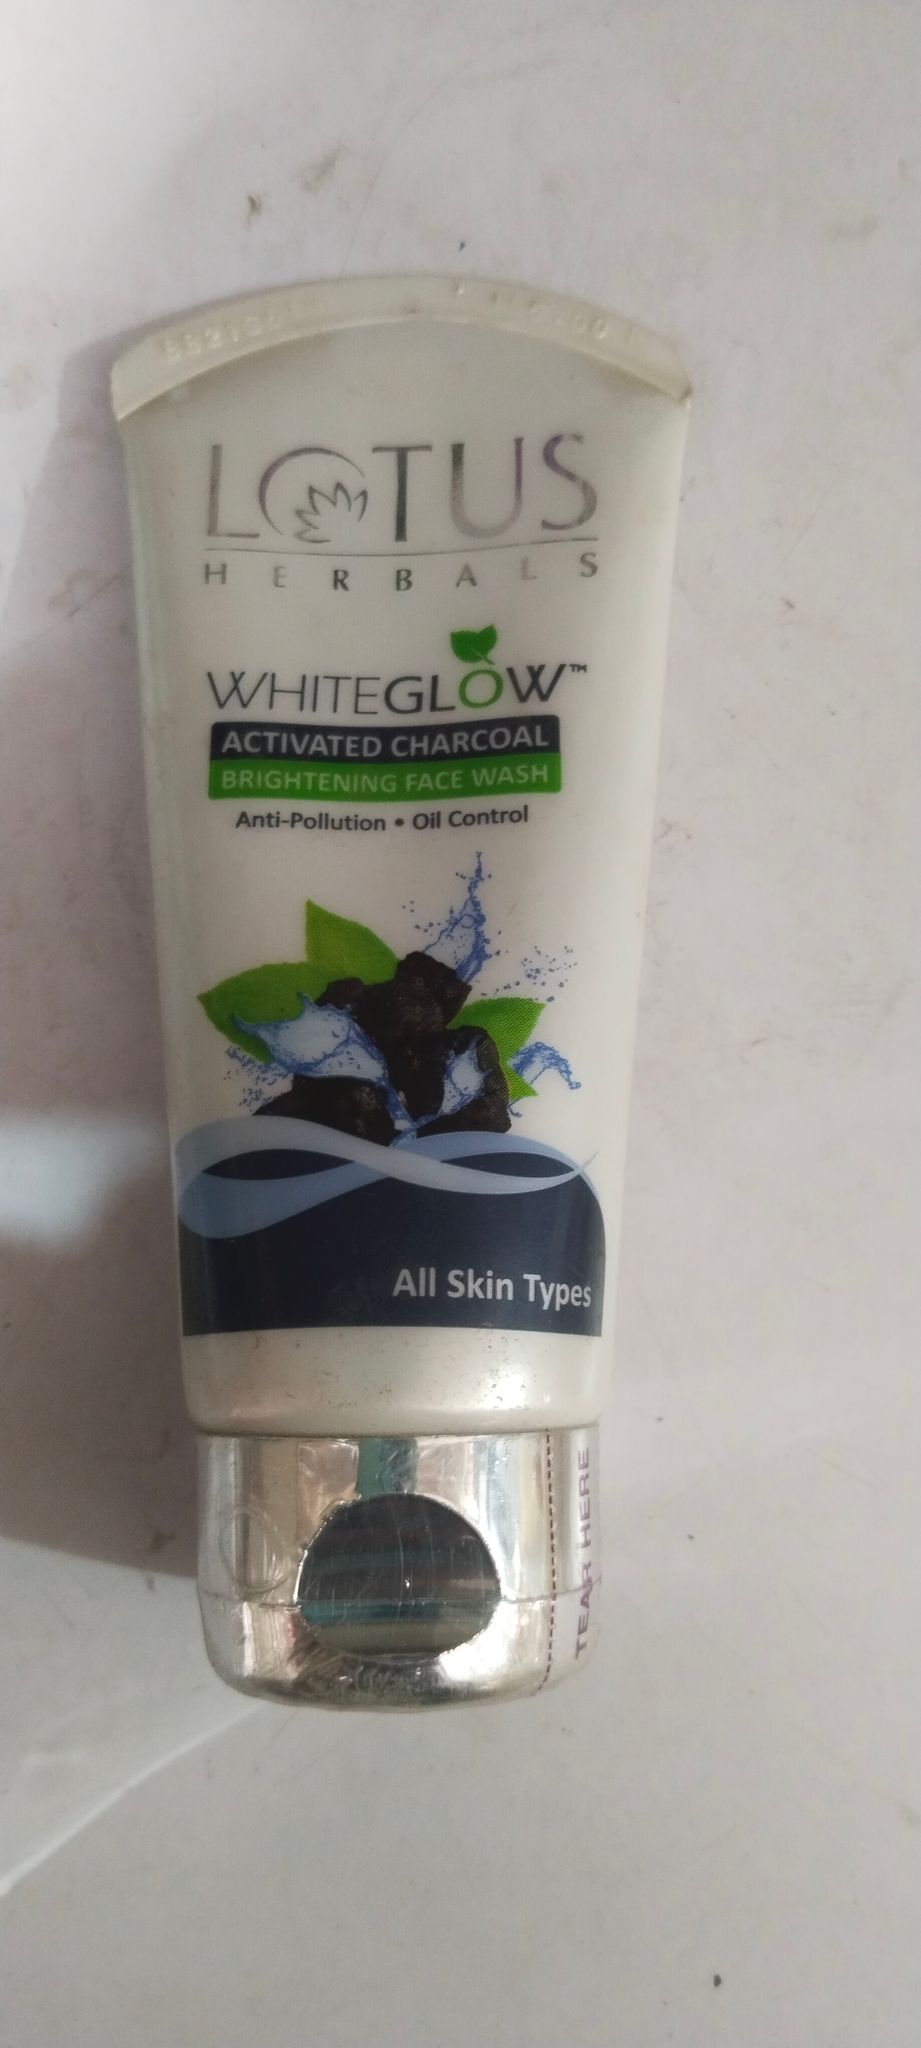 LOTUS
HERBALS
WHITEGLOW™
ACTIVATED CHARCOAL
BRIGHTENING FACE WASH
Anti-Pollution • Oil Control
All Skin Types
TEAR HERE